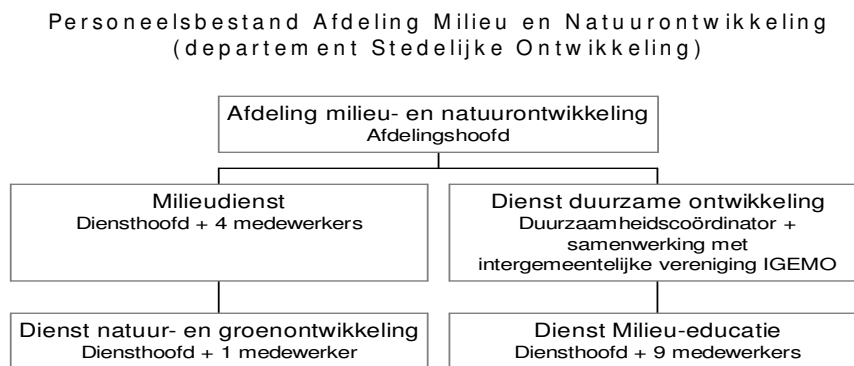 Personeelsbestand Afdeling Milieu en Natuurontwikkeling
(departement Stedelijke Ontwikkeling)
Afdeling milieu- en natuurontwikkeling
Afdelingshoofd
Milieudienst
Diensthoofd + 4 medewerkers
Dienst duurzame ontwikkeling
Duurzaamheidscoördinator +
samenwerking met
intergemeentelijke vereniging IGEMO
Dienst natuur- en groenontwikkeling
Diensthoofd + 1 medewerker
Dienst Milieu-educatie
Diensthoofd + 9 medewerkers